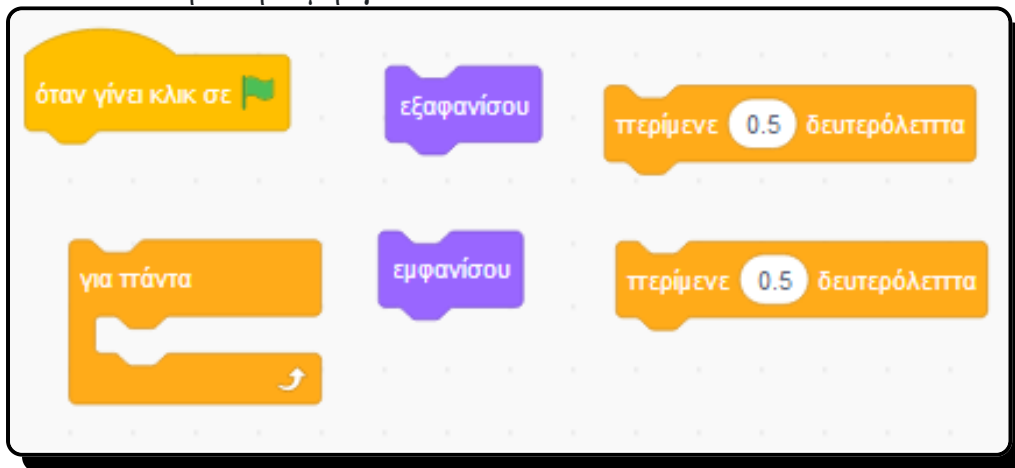 όταν γίνει κλικ σε
εξαφανίσου
περίμενε 0.5 δευτερόλεπτα
για πάντα
εμφανίσου
περίμενε 0.5 δευτερόλεπτα